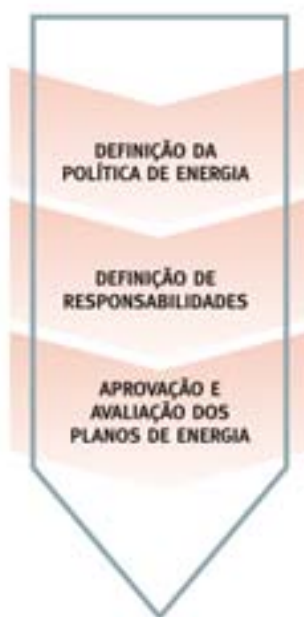 DEFINIÇÃO DA
POLÍTICA DE ENERGIA
DEFINIÇÃO DE
RESPONSABILIDADES
APROVAÇÃO E
AVALIAÇÃO DOS
PLANOS DE ENERGIA